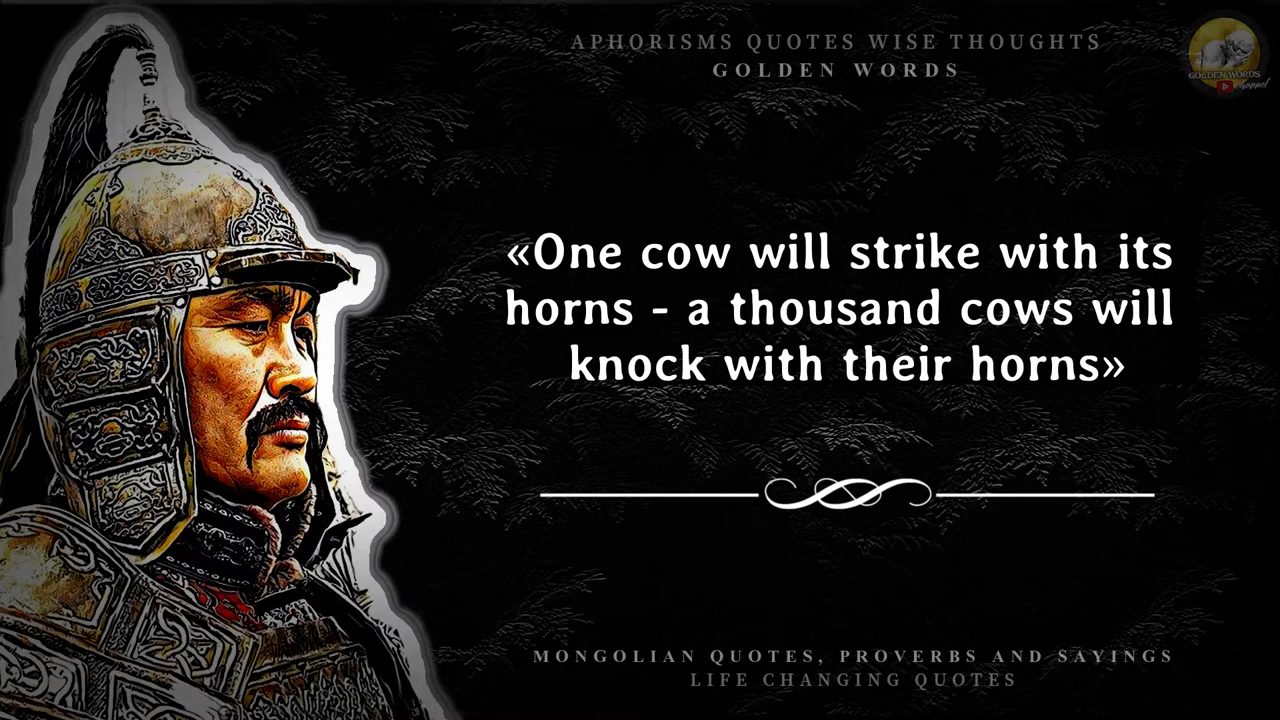 APHORISMS QUOTES WISE THOUGHTS
GOLDEN WORDS
GOLDEN WORDS
channel
«One cow will strike with its
horns - a thousand cows will
knock with their horns»
MONGOLIAN QUOTES, PROVERBS AND SAYINGS
LIFE CHANGING QUOTES